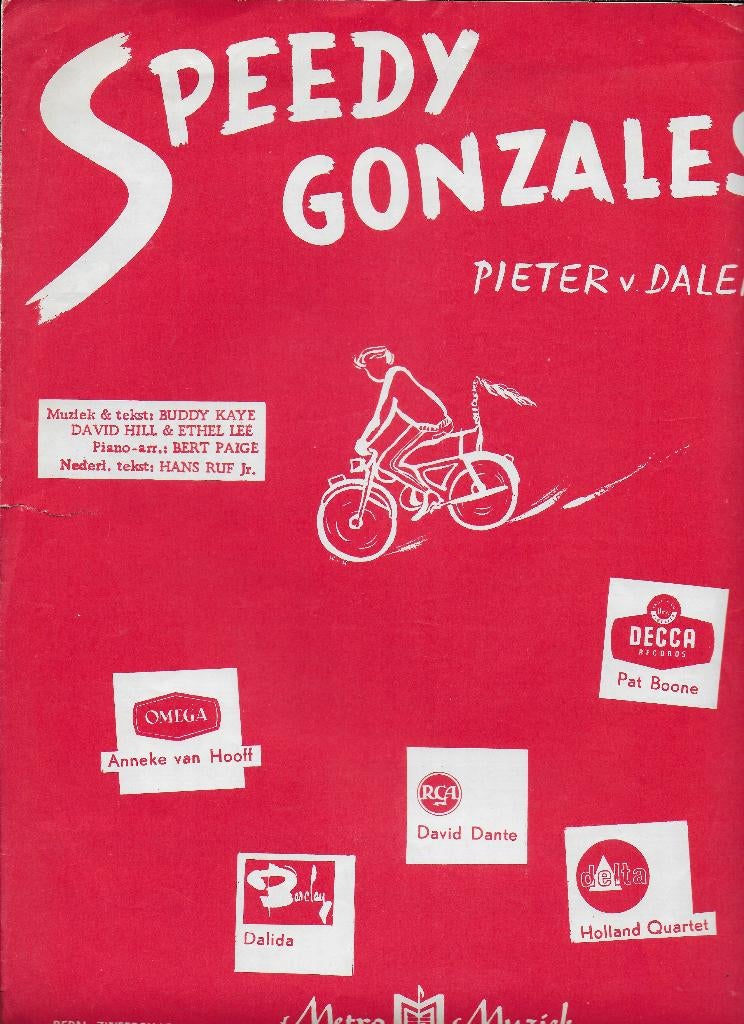 SPEEDY
GONZALES
PIETER v. DALE
Muziek & tekst: BUDDY KAYE
DAVID HILL & ETHEL LEE
Piano-arr.: BERT PAIGE
Nederl. tekst: HANS RUF Jr.
DECCA
RECORDS
Pat Boone
OMEGA
Anneke van Hooff
RCA
David Dante
delta
Holland Quartet
Barclay
Dalida
Metro Muziek